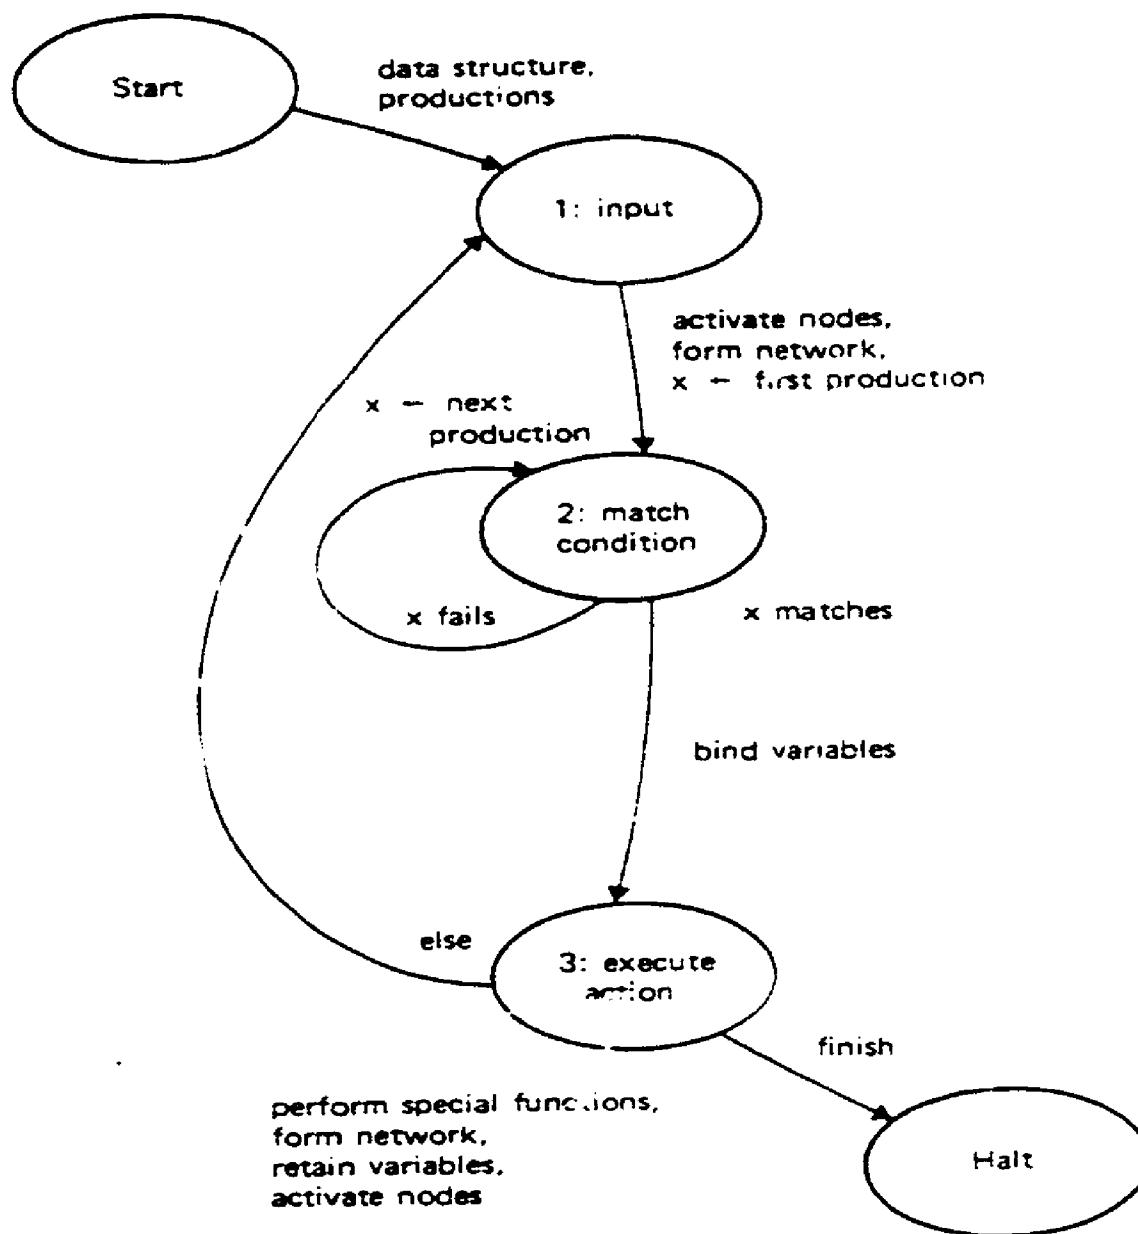 Start
data structure,
productions
1: input
activate nodes,
form network,
x ← first production
x ← next
production
2: match
condition
x fails
x matches
bind variables
else
3: execute
action
finish
perform special functions,
form network,
retain variables,
activate nodes
Halt